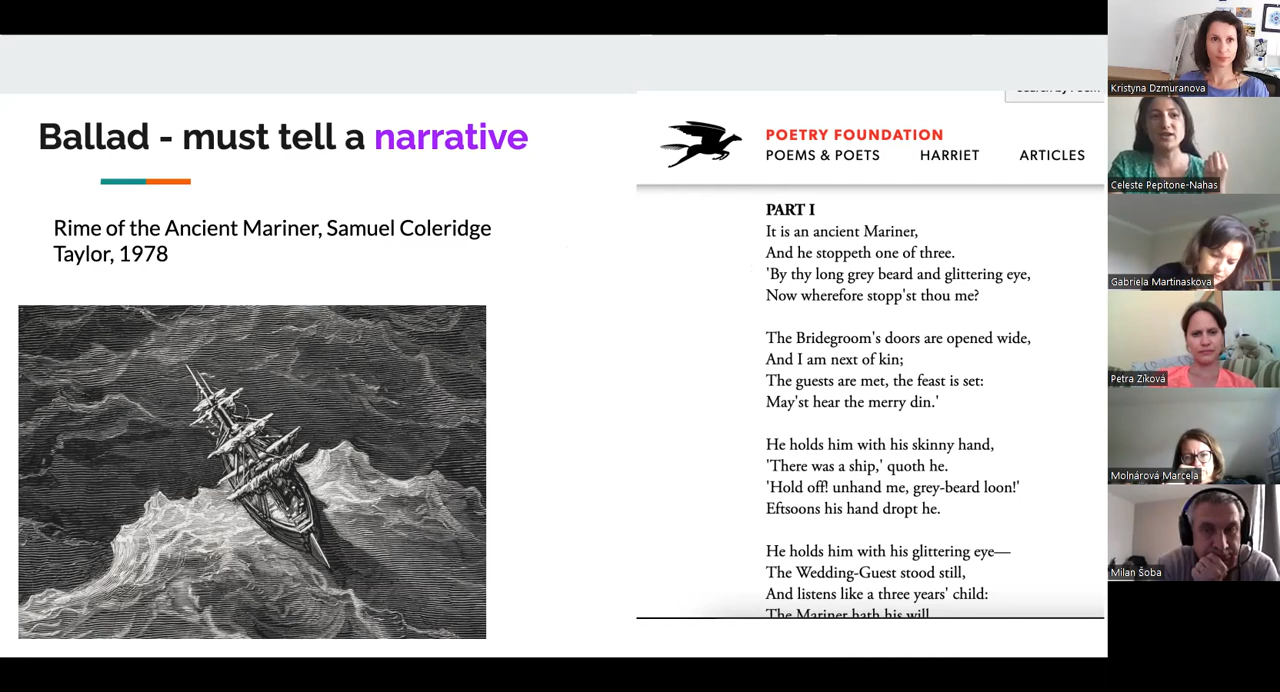 Ballad - must tell a narrative
Rime of the Ancient Mariner, Samuel Coleridge
Taylor, 1978
POETRY FOUNDATION
POEMS & POETS HARRIET ARTICLES
PART I
It is an ancient Mariner,
And he stoppeth one of three.
'By thy long grey beard and glittering eye,
Now wherefore stopp'st thou me?
The Bridegroom's doors are opened wide,
And I am next of kin;
The guests are met, the feast is set:
May'st hear the merry din.'
He holds him with his skinny hand,
'There was a ship,' quoth he.
'Hold off! unhand me, grey-beard loon!'
Eftsoons his hand dropt he.
He holds him with his glittering eye—
The Wedding-Guest stood still,
And listens like a three years' child:
The Mariner hath his will
Kristyna Dzmuranova
Celeste Pepitone-Nahas
Gabriela Martinaskova
Petra Zíková
Molnárová Marcela
Milan Šoba